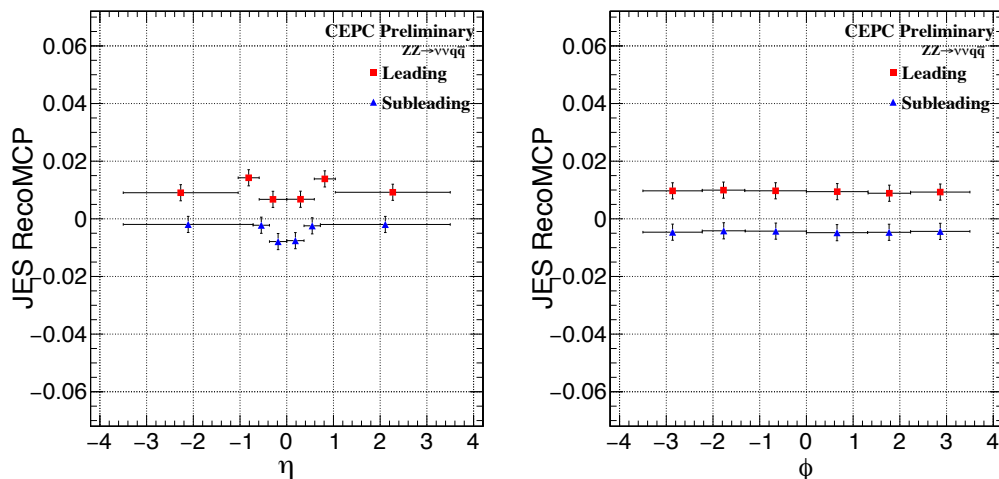 CEPC Preliminary
ZZ→ννqq̄
Leading
Subleading
JES RecoMCP
0.06
0.04
0.02
0
−0.02
−0.04
−0.06
−4 −3 −2 −1 0 1 2 3 4
η
CEPC Preliminary
ZZ→ννqq̄
Leading
Subleading
JES RecoMCP
0.06
0.04
0.02
0
−0.02
−0.04
−0.06
−4 −3 −2 −1 0 1 2 3 4
ϕ